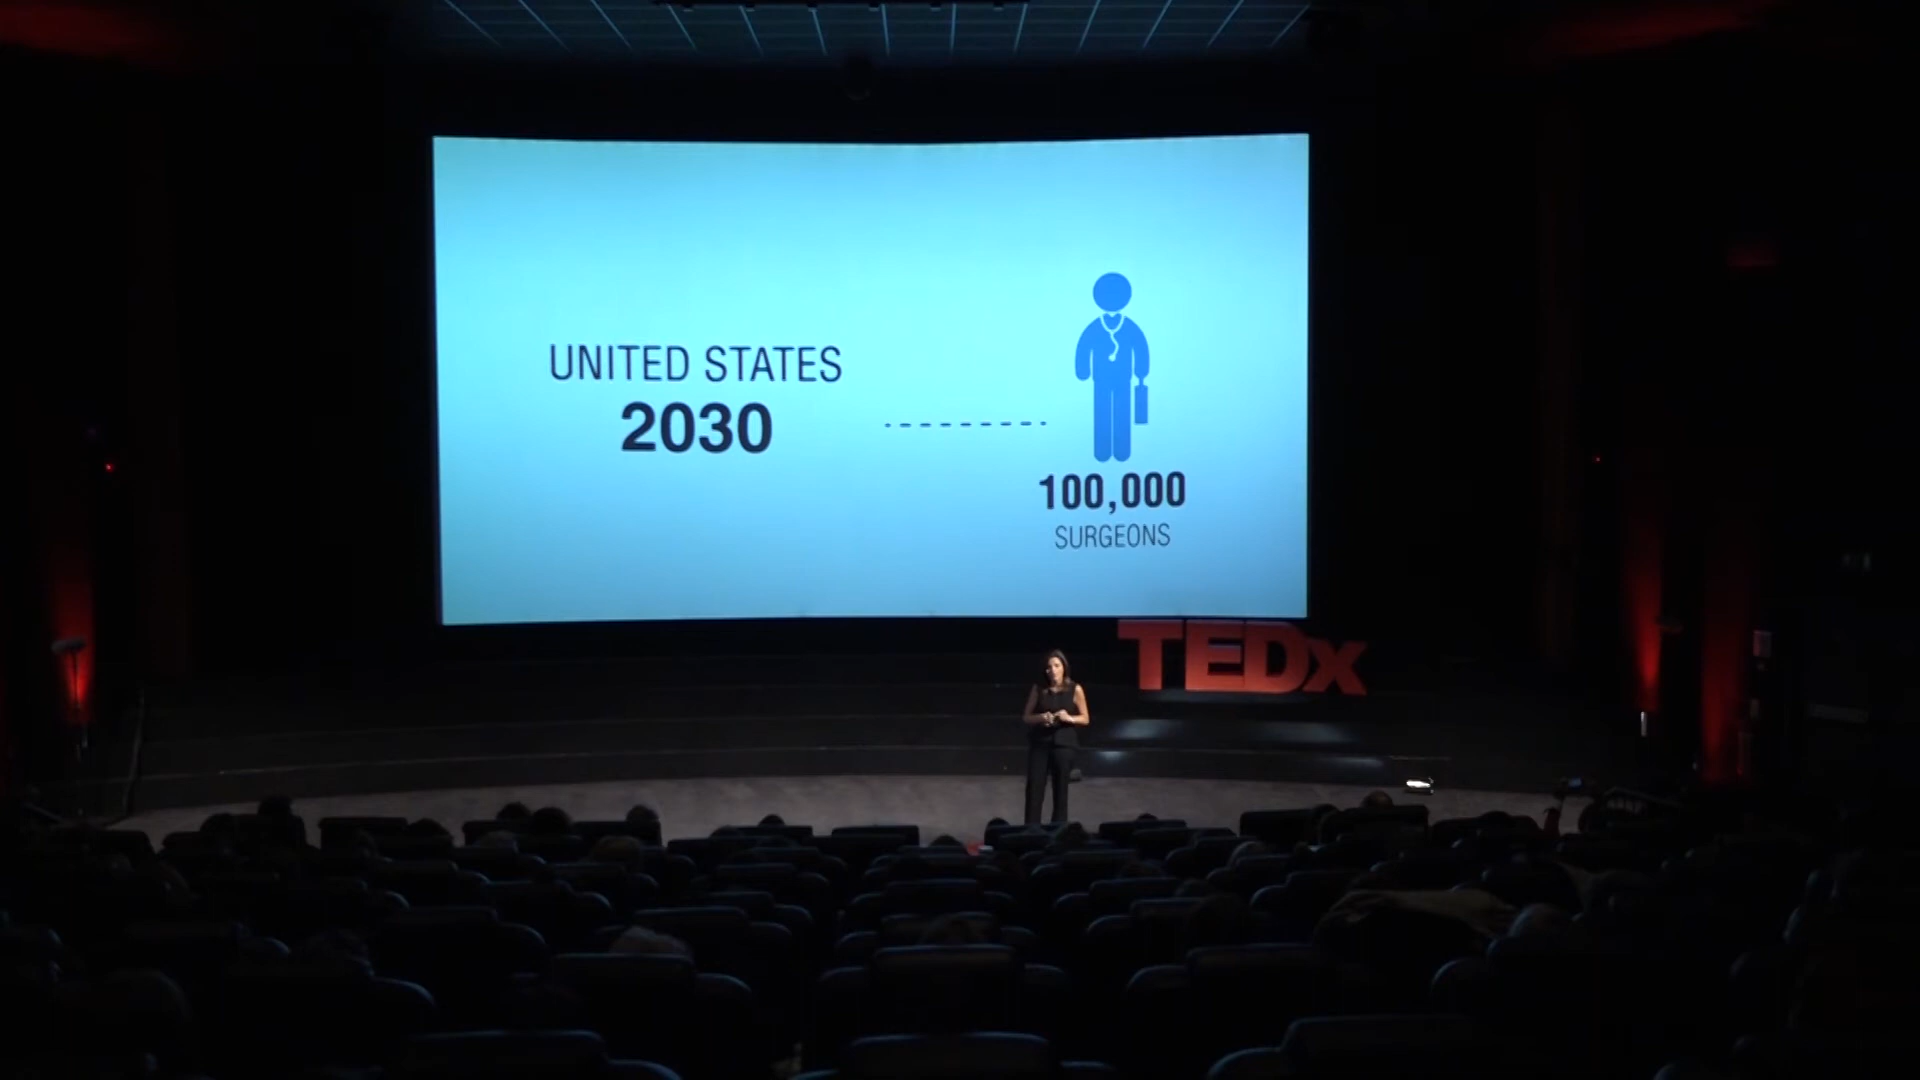 UNITED STATES
2030
100,000
SURGEONS
TEDx